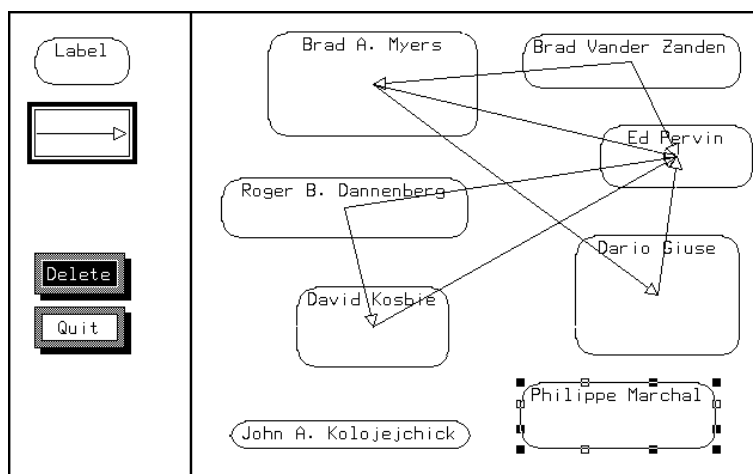 Label
Delete
Quit
Brad A. Myers
Brad Vander Zanden
Ed Pervin
Roger B. Dannenberg
Dario Giuse
David Kosbie
Philippe Marchal
John A. Kolojejchick